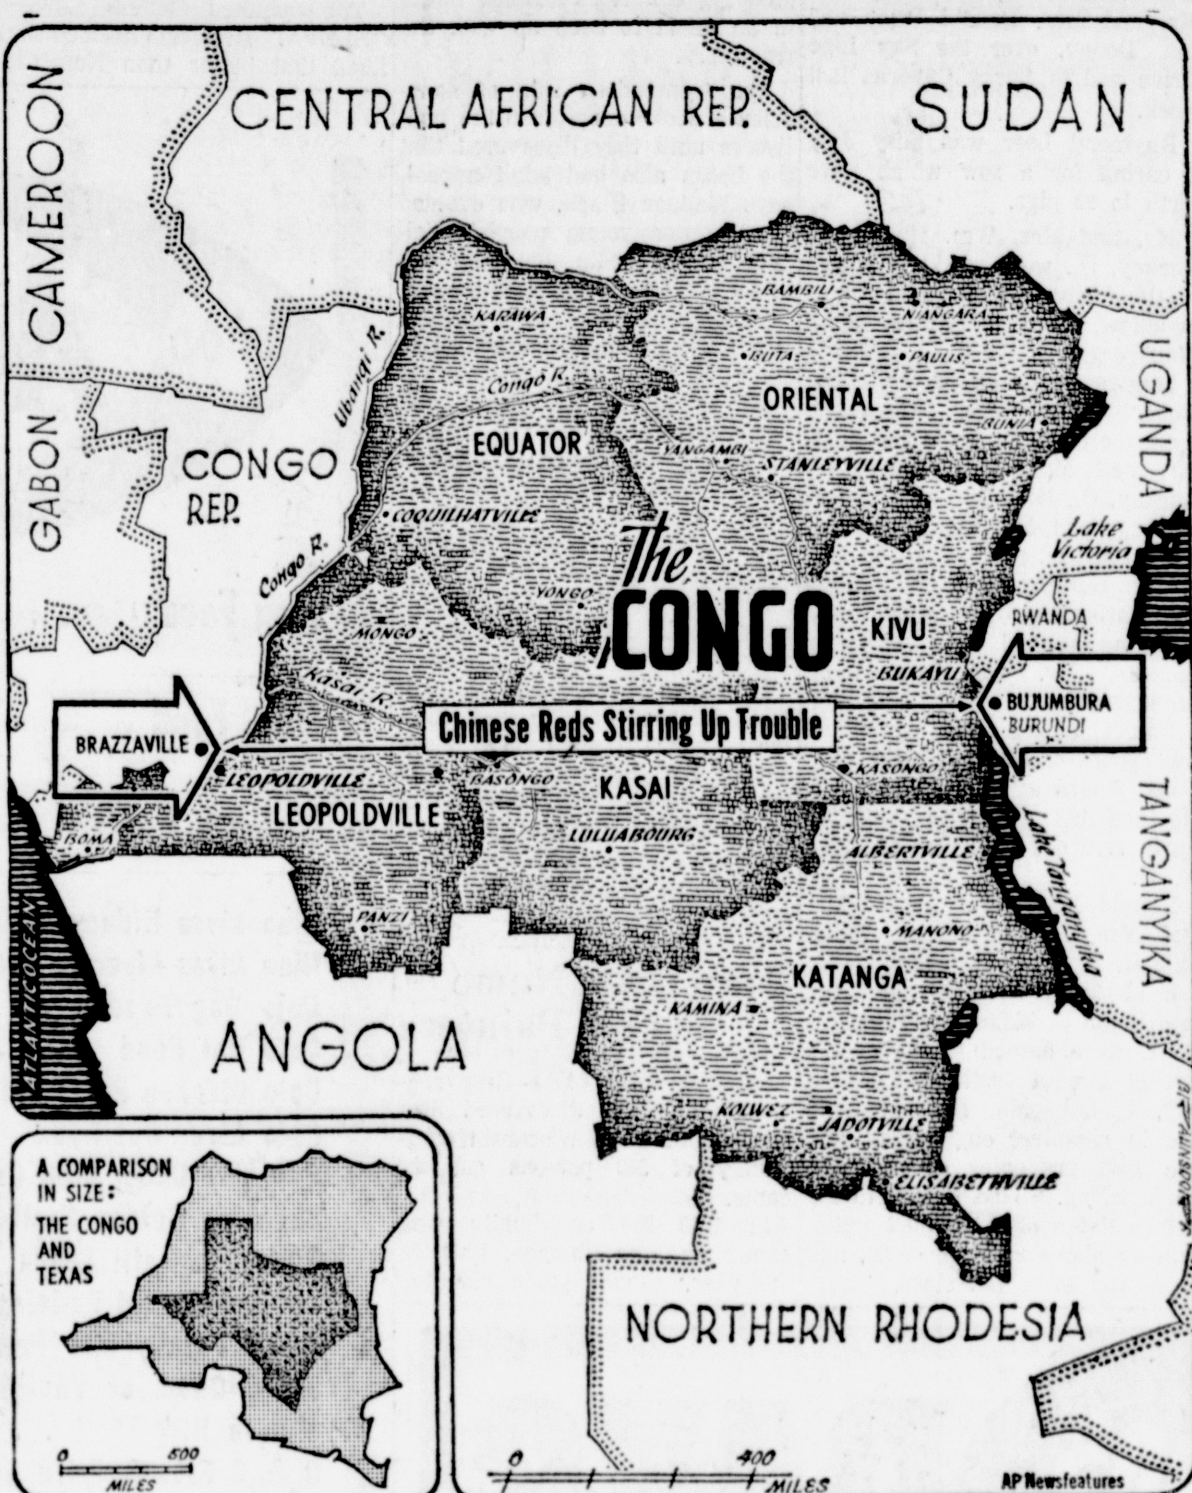 CENTRAL AFRICAN REP.
SUDAN
CAMEROON
GABON
CONGO
REP.
Ubangi R.
Congo R.
Congo R.
KARAWA
BAMBILI
NIANGARA
BUTA
PAULIS
ORIENTAL
EQUATOR
BUNIA
UGANDA
YANGAMBI
STANLEYVILLE
COQUILHATVILLE
Lake
Victoria
The
CONGO
YONGO
MONGO
KIVU
RWANDA
BUKAVU
Kasai R.
BUJUMBURA
BURUNDI
Chinese Reds Stirring Up Trouble
BRAZZAVILLE
LEOPOLDVILLE
LEOPOLDVILLE
BASONGO
KASAI
KASONGO
BOMA
LULUABOURG
ALBERTVILLE
Lake Tanganyika
TANGANYIKA
PANZI
MANONO
KATANGA
KAMINA
ATLANTIC OCEAN
ANGOLA
KOLWEZ
JADOTVILLE
ELISABETHVILLE
A COMPARISON
IN SIZE:
THE CONGO
AND
TEXAS
0 500
MILES
NORTHERN RHODESIA
0 400
MILES
AP Newsfeatures